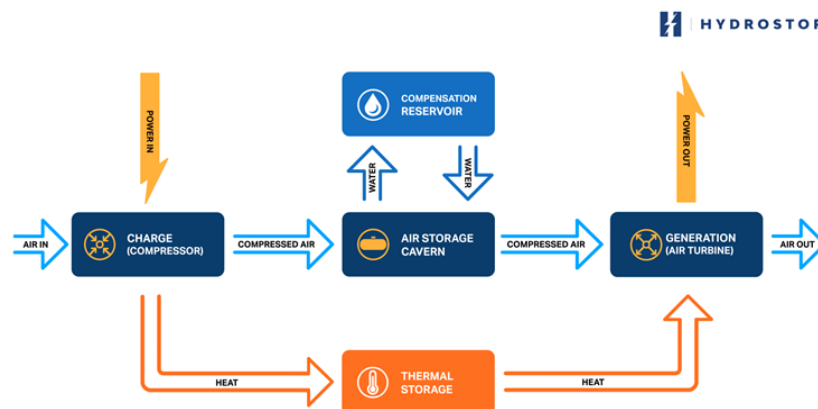 HYDROSTOR
POWER IN
COMPENSATION
RESERVOIR
POWER OUT
WATER
WATER
AIR IN
CHARGE
(COMPRESSOR)
COMPRESSED AIR
AIR STORAGE
CAVERN
COMPRESSED AIR
GENERATION
(AIR TURBINE)
AIR OUT
HEAT
THERMAL
STORAGE
HEAT